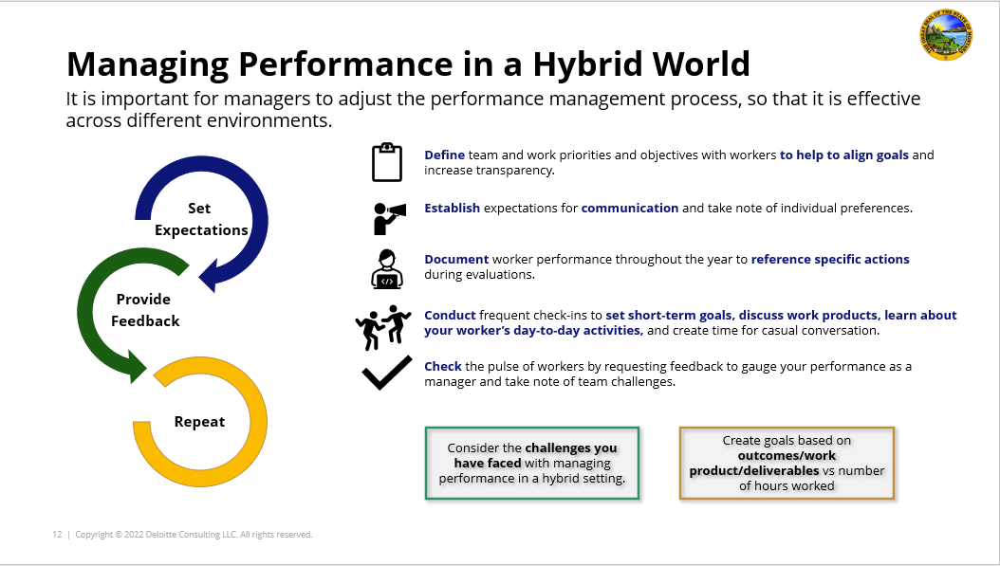 Managing Performance in a Hybrid World
It is important for managers to adjust the performance management process, so that it is effective
across different environments.
Set
Expectations
Provide
Feedback
Repeat
Define team and work priorities and objectives with workers to help to align goals and
increase transparency.
Establish expectations for communication and take note of individual preferences.
Document worker performance throughout the year to reference specific actions
during evaluations.
</>
Conduct frequent check-ins to set short-term goals, discuss work products, learn about
your worker’s day-to-day activities, and create time for casual conversation.
Check the pulse of workers by requesting feedback to gauge your performance as a
manager and take note of team challenges.
Consider the challenges you
have faced with managing
performance in a hybrid setting.
Create goals based on
outcomes/work
product/deliverables vs number
of hours worked
12 | Copyright © 2022 Deloitte Consulting LLC. All rights reserved.